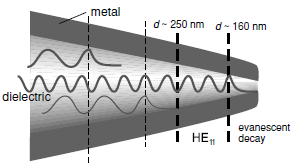 metal
d ~ 250 nm
d ~ 160 nm
dielectric
HE₁₁
evanescent
decay